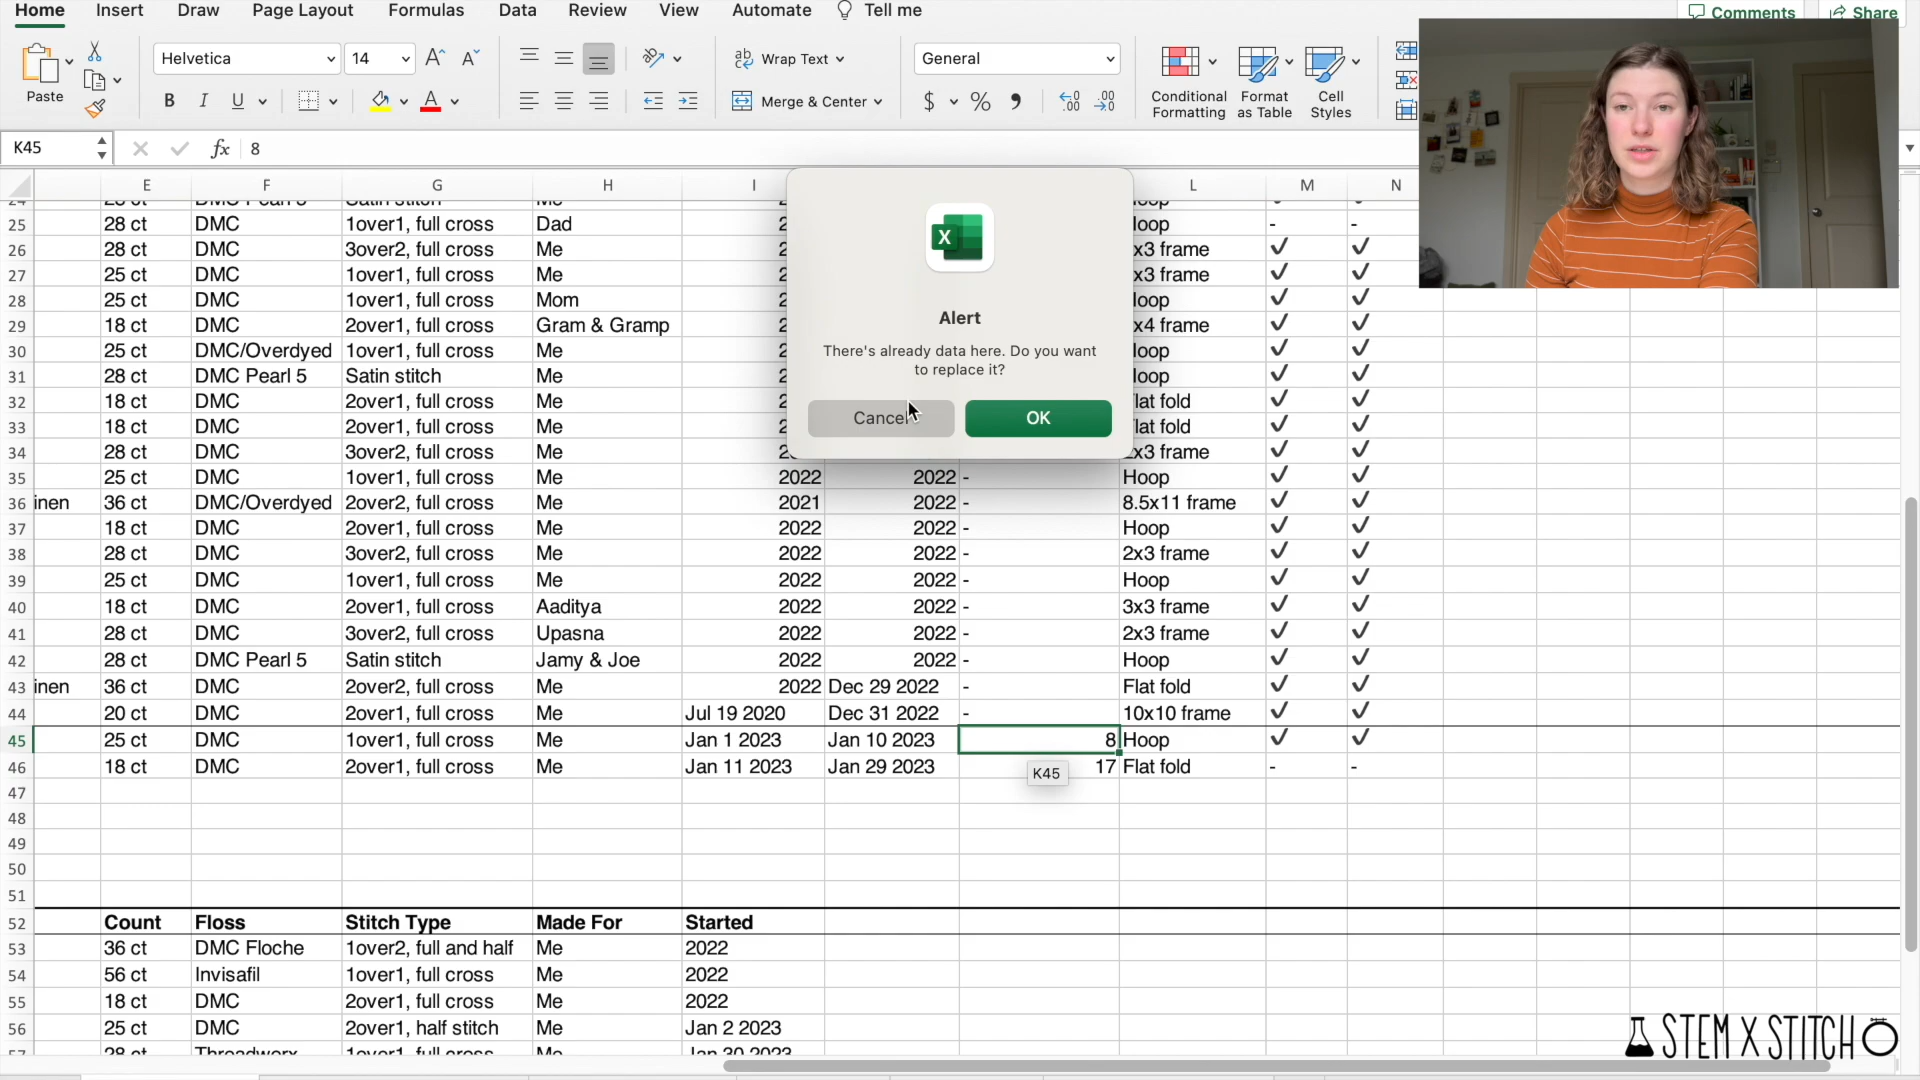 Home Insert Draw Page Layout Formulas Data Review View Automate Tell me Comments Share
Helvetica 14 Wrap Text General
Paste B I U Merge & Center $ % Conditional Formatting Format as Table Cell Styles
K45 fx 8
E F G H I L M N
25 28 ct DMC 1over1, full cross Dad - -
26 28 ct DMC 3over2, full cross Me ✓ ✓
27 25 ct DMC 1over1, full cross Me ✓ ✓
28 25 ct DMC 1over1, full cross Mom ✓ ✓
29 18 ct DMC 2over1, full cross Gram & Gramp ✓ ✓
30 25 ct DMC/Overdyed 1over1, full cross Me ✓ ✓
31 28 ct DMC Pearl 5 Satin stitch Me ✓ ✓
32 18 ct DMC 2over1, full cross Me ✓ ✓
33 18 ct DMC 2over1, full cross Me ✓ ✓
34 28 ct DMC 3over2, full cross Me ✓ ✓
Alert
There's already data here. Do you want
to replace it?
Cancel OK
35 25 ct DMC 1over1, full cross Me 2022 2022 - Hoop ✓ ✓
36 inen 36 ct DMC/Overdyed 2over2, full cross Me 2021 2022 - 8.5x11 frame ✓ ✓
37 18 ct DMC 2over1, full cross Me 2022 2022 - Hoop ✓ ✓
38 28 ct DMC 3over2, full cross Me 2022 2022 - 2x3 frame ✓ ✓
39 25 ct DMC 1over1, full cross Me 2022 2022 - Hoop ✓ ✓
40 18 ct DMC 2over1, full cross Aaditya 2022 2022 - 3x3 frame ✓ ✓
41 28 ct DMC 3over2, full cross Upasna 2022 2022 - 2x3 frame ✓ ✓
42 28 ct DMC Pearl 5 Satin stitch Jamy & Joe 2022 2022 - Hoop ✓ ✓
43 inen 36 ct DMC 2over2, full cross Me 2022 Dec 29 2022 - Flat fold ✓ ✓
44 20 ct DMC 2over1, full cross Me Jul 19 2020 Dec 31 2022 - 10x10 frame ✓ ✓
45 25 ct DMC 1over1, full cross Me Jan 1 2023 Jan 10 2023 8 Hoop ✓ ✓
46 18 ct DMC 2over1, full cross Me Jan 11 2023 Jan 29 2023 17 Flat fold - -
K45
47
48
49
50
51
52 Count Floss Stitch Type Made For Started
53 36 ct DMC Floche 1over2, full and half Me 2022
54 56 ct Invisafil 1over1, full cross Me 2022
55 18 ct DMC 2over1, full cross Me 2022
56 25 ct DMC 2over1, half stitch Me Jan 2 2023
57 28 ct Threadworx 1over1, full cross Me Jan 30 2023
STEM X STITCH